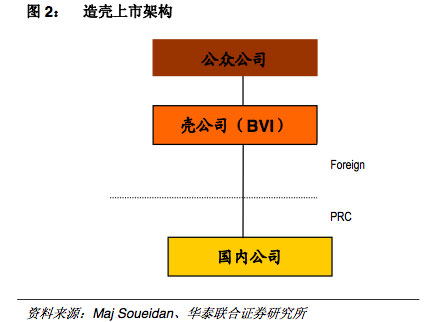 图 2： 造壳上市架构
公众公司
壳公司（BVI）
Foreign
PRC
国内公司
资料来源：Maj Soueidan、华泰联合证券研究所